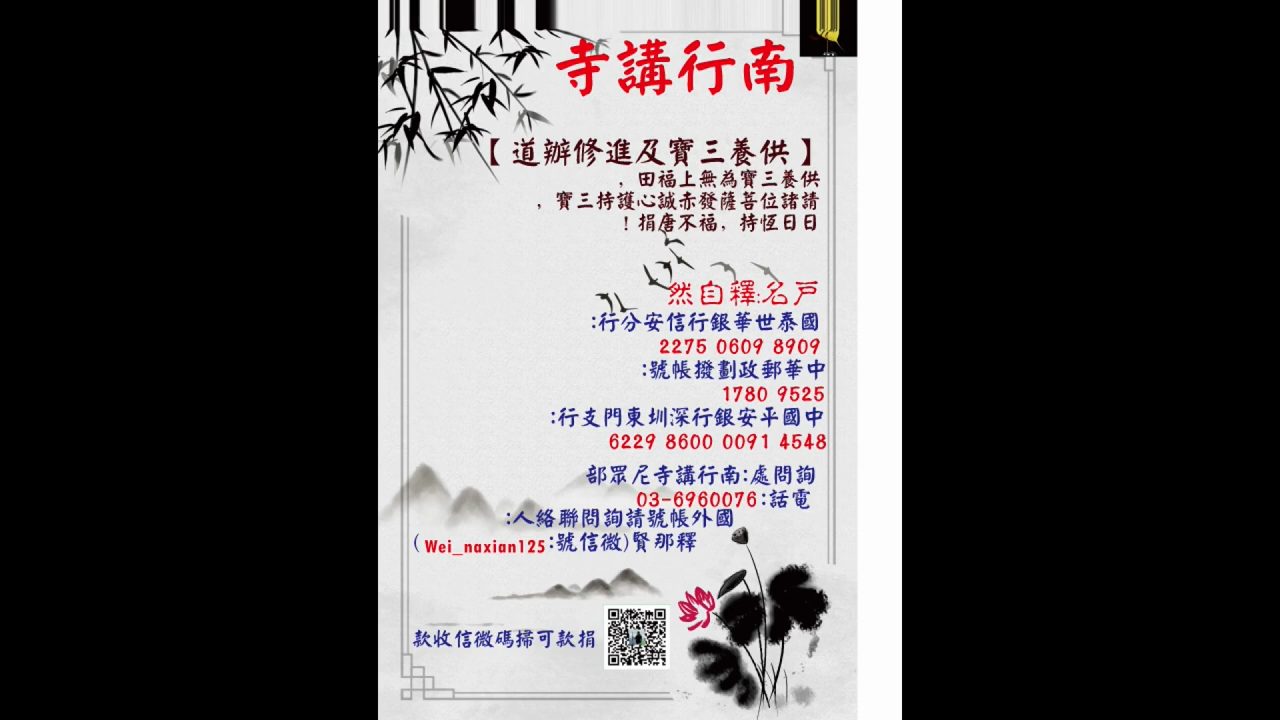 南行講寺
【供養三寶及進修辦道】
供養三寶為無上福田，
請諸位菩薩發赤誠心護持三寶，
日日恆持，福不唐捐！
戶名:釋自然
國泰世華銀行信安分行:
2275 0609 8909
中華郵政劃撥帳號:
1780 9525
中國平安銀行深圳東門支行:
6229 8600 0091 4548
詢問處:南行講寺尼眾部
電話:03-6960076
國外帳號請詢問聯絡人:
釋那賢(微信號:Wei_naxian125)
捐款可掃碼微信收款